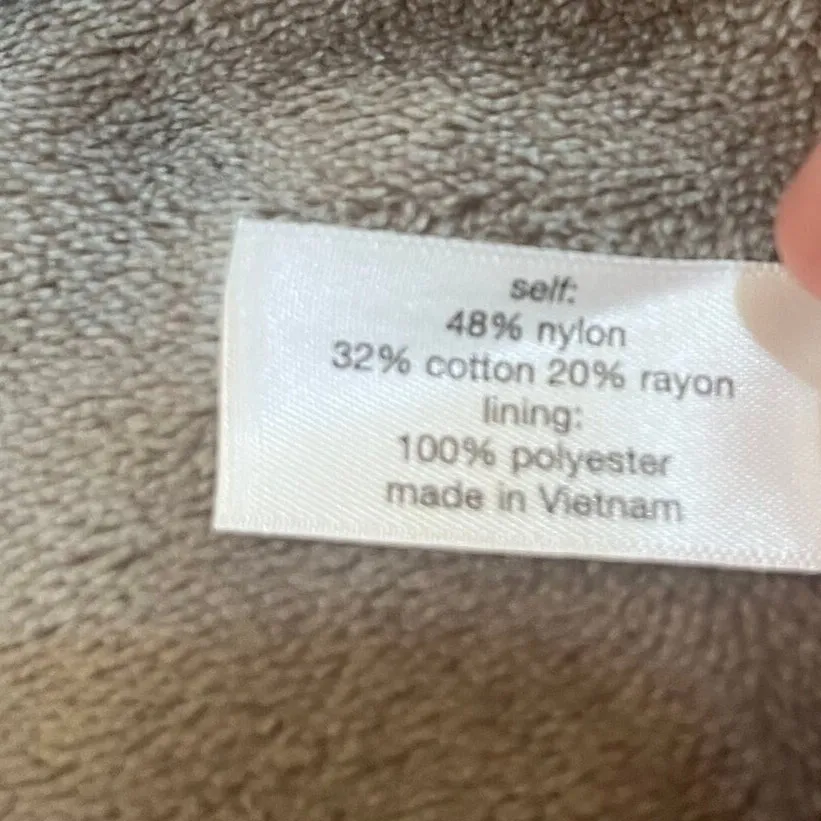 self:
48% nylon
32% cotton 20% rayon
lining:
100% polyester
made in Vietnam